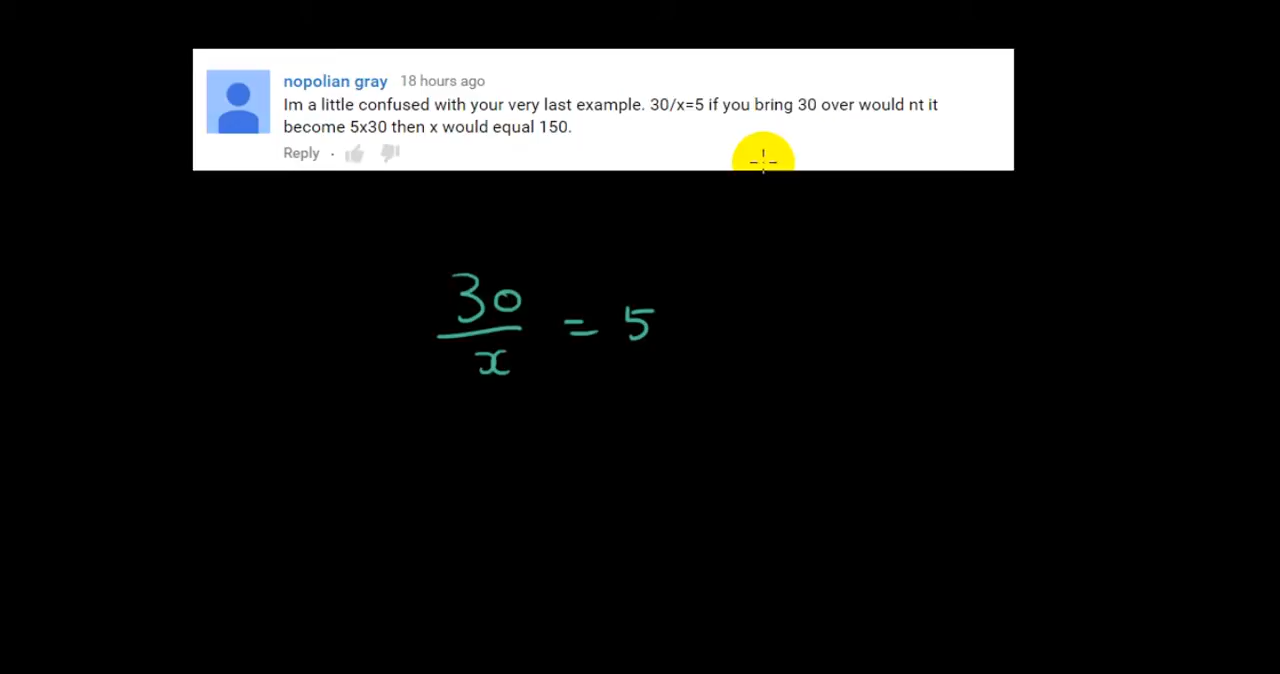 nopolian gray 18 hours ago
Im a little confused with your very last example. 30/x=5 if you bring 30 over would nt it
become 5x30 then x would equal 150.
Reply ·
30
x
= 5